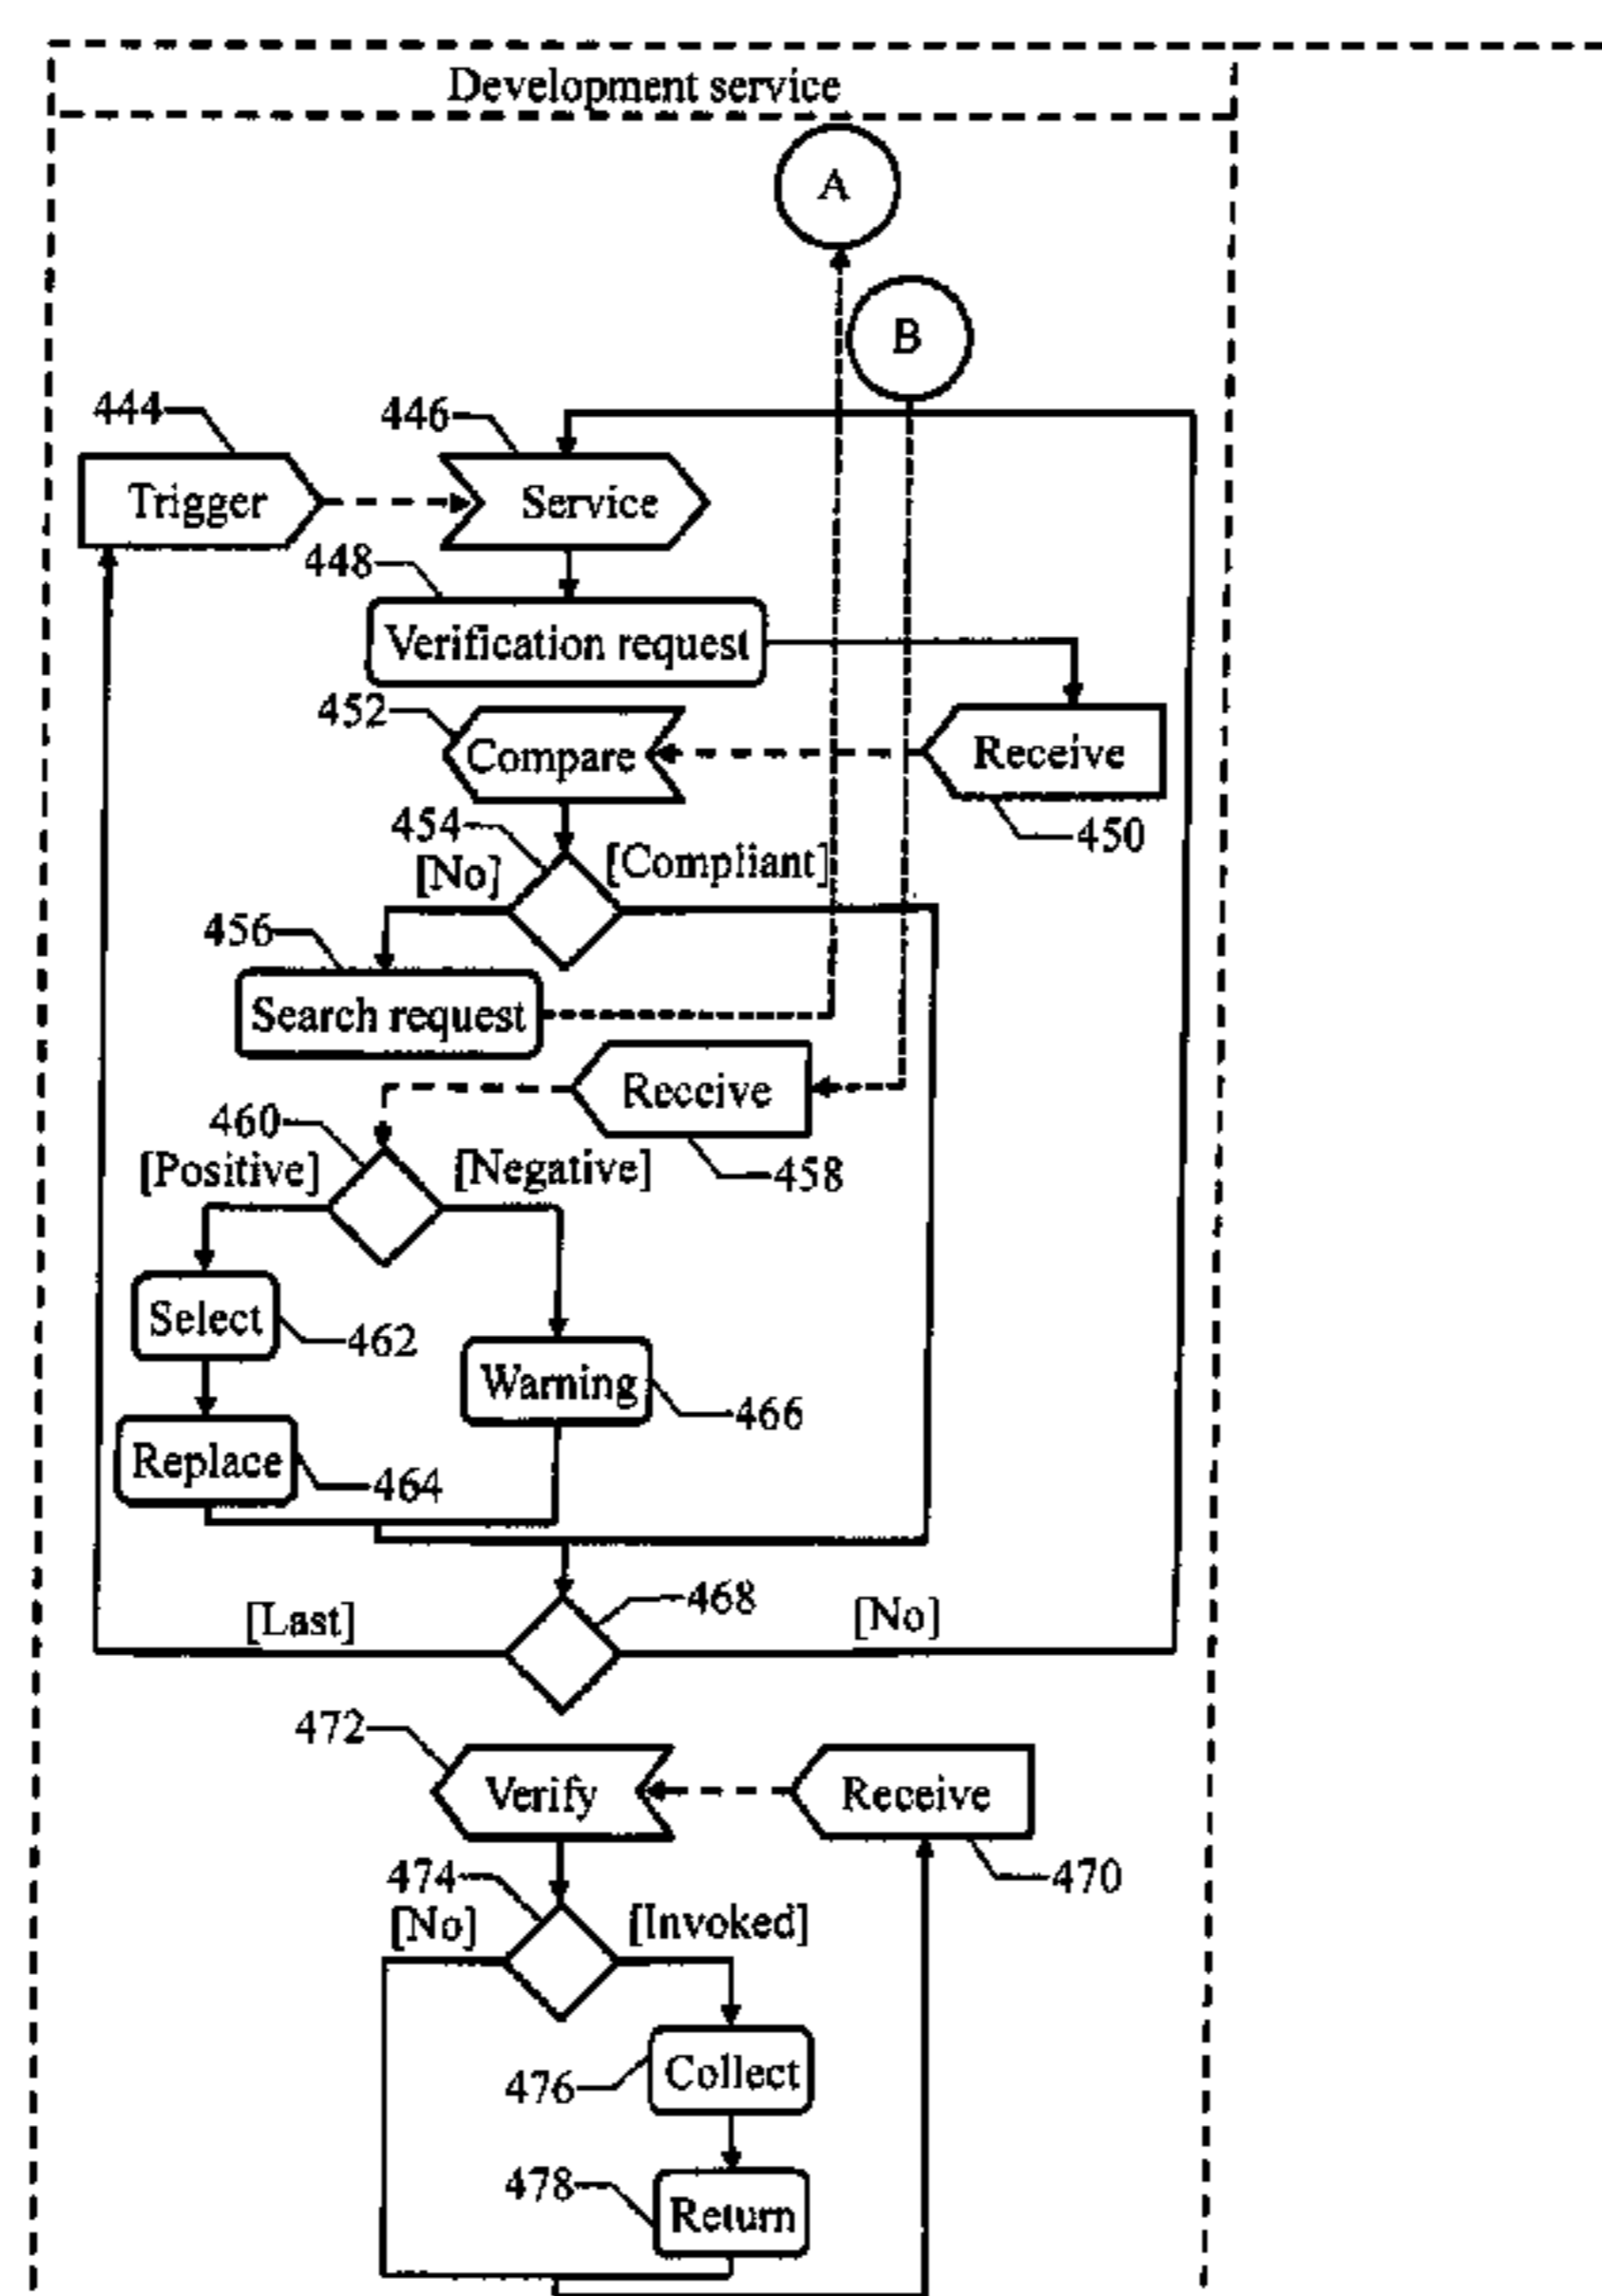 Development service
A
B
444
446
Trigger
Service
448
Verification request
452
Compare
Receive
450
454
[No]
[Compliant]
456
Search request
Receive
458
460
[Positive]
[Negative]
Select
462
Warning
466
Replace
464
468
[Last]
[No]
472
Verify
Receive
470
474
[No]
[Invoked]
Collect
476
478
Return